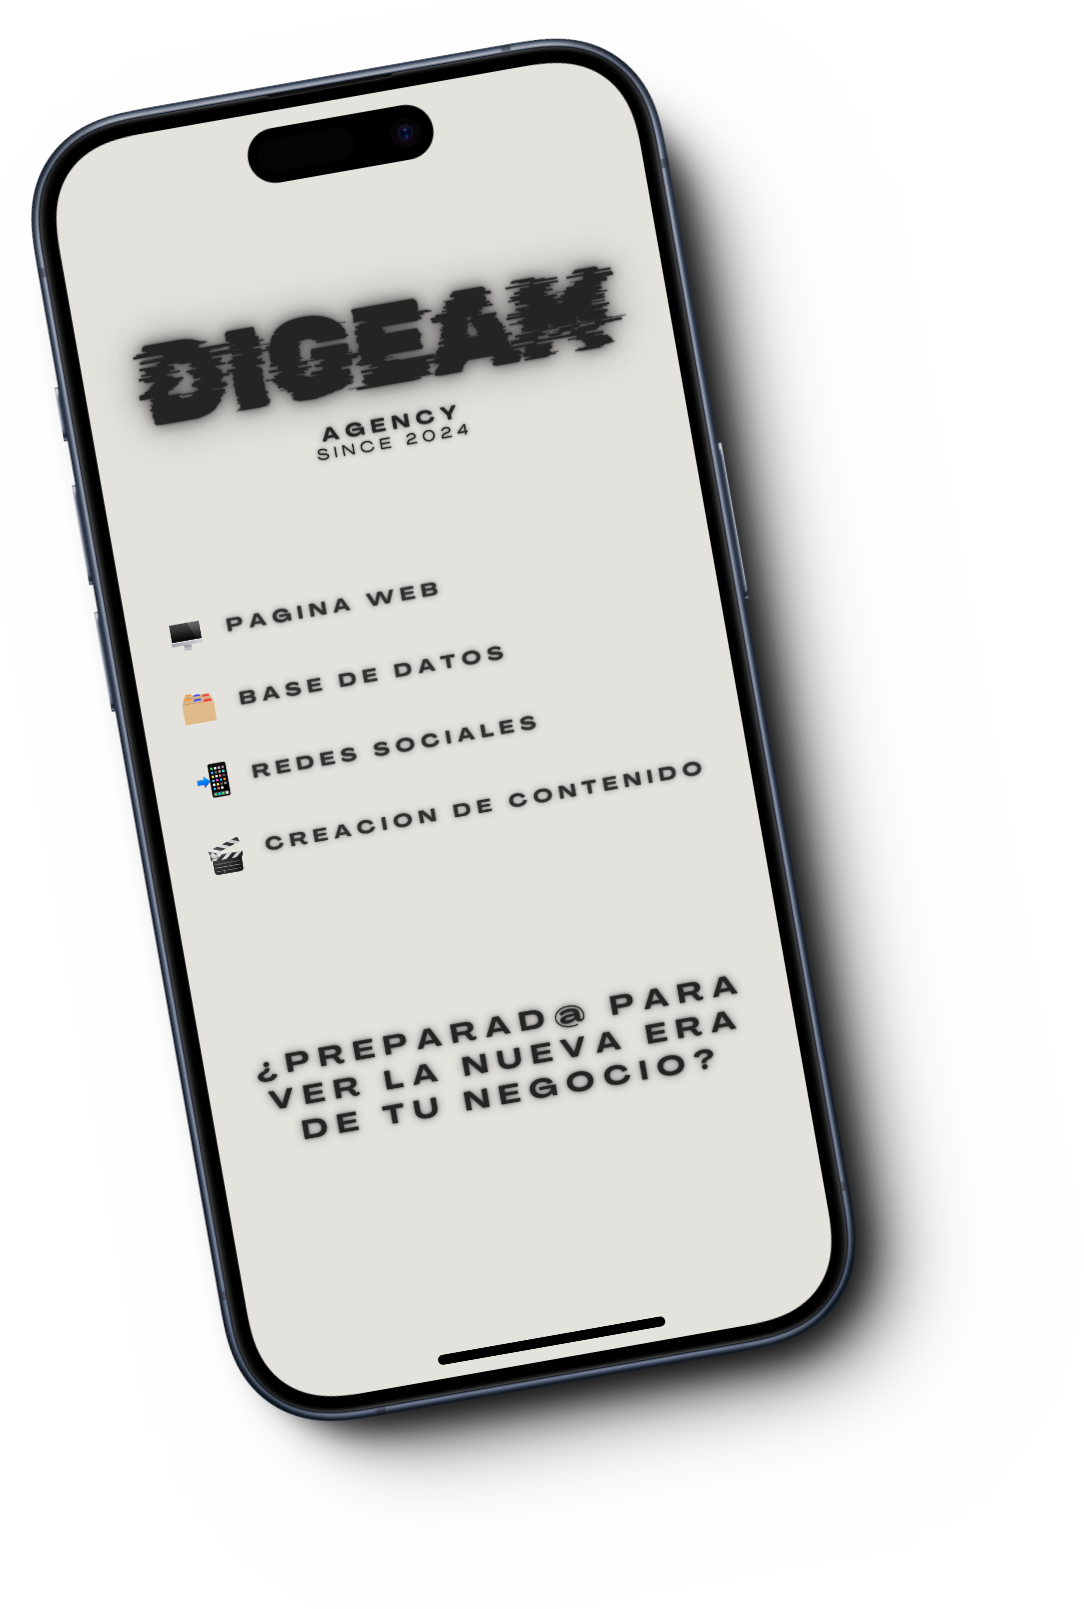 DIGEAM
AGENCY
SINCE 2024
PAGINA WEB
BASE DE DATOS
REDES SOCIALES
CREACION DE CONTENIDO
¿PREPARAD@ PARA
VER LA NUEVA ERA
DE TU NEGOCIO?